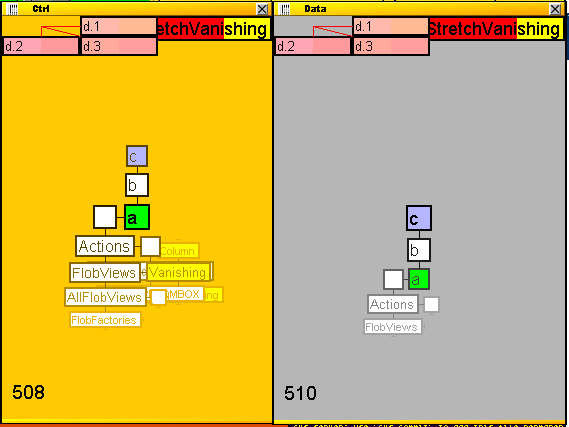 Ctrl
d.1
etchVanishing
d.2
d.3
c
b
a
Actions
Column
FlobViews
Vanishing
AllFlobViews
MBOX
FlobFactories
508
Data
d.1
StretchVanishing
d.2
d.3
c
b
a
Actions
FlobViews
510